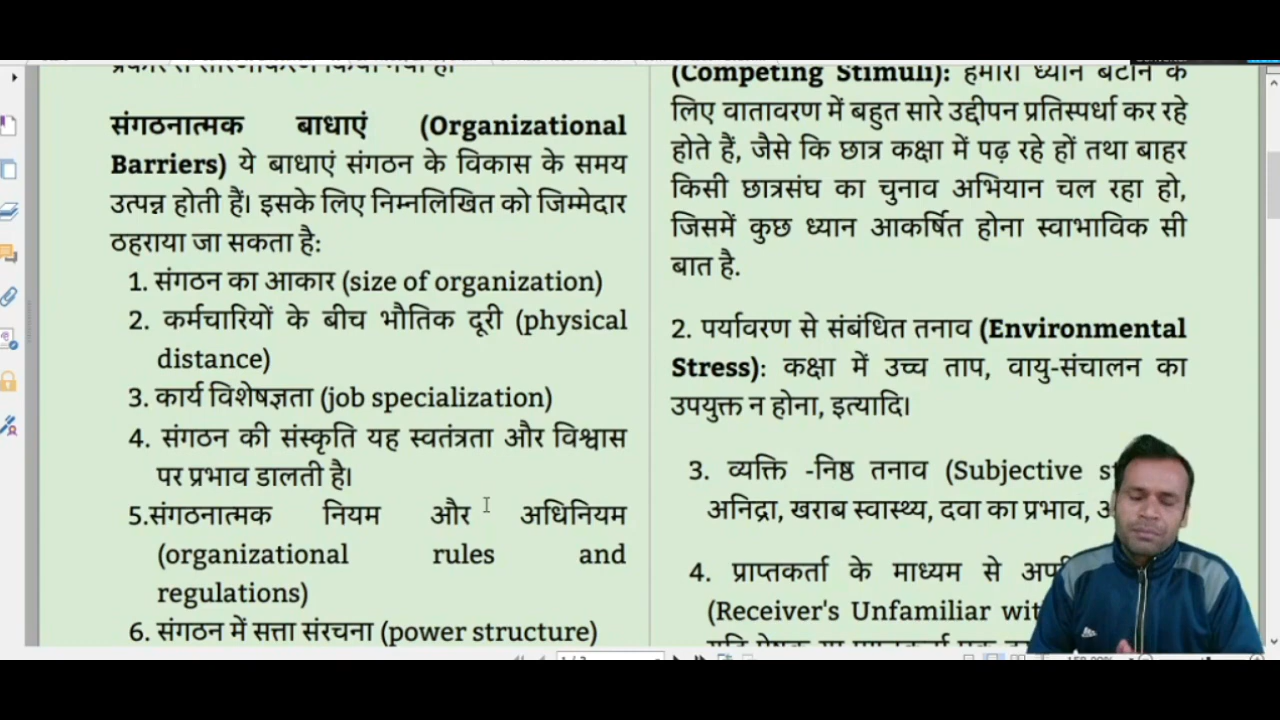 संगठनात्मक बाधाएं (Organizational
Barriers) ये बाधाएं संगठन के विकास के समय
उत्पन्न होती हैं। इसके लिए निम्नलिखित को जिम्मेदार
ठहराया जा सकता है:
1. संगठन का आकार (size of organization)
2. कर्मचारियों के बीच भौतिक दूरी (physical
distance)
3. कार्य विशेषज्ञता (job specialization)
4. संगठन की संस्कृति यह स्वतंत्रता और विश्वास
पर प्रभाव डालती है।
5.संगठनात्मक नियम और अधिनियम
(organizational rules and
regulations)
6. संगठन में सत्ता संरचना (power structure)
(Competing Stimuli): हमारा ध्यान बंटाने के
लिए वातावरण में बहुत सारे उद्दीपन प्रतिस्पर्धा कर रहे
होते हैं, जैसे कि छात्र कक्षा में पढ़ रहे हों तथा बाहर
किसी छात्रसंघ का चुनाव अभियान चल रहा हो,
जिसमें कुछ ध्यान आकर्षित होना स्वाभाविक सी
बात है.
2. पर्यावरण से संबंधित तनाव (Environmental
Stress): कक्षा में उच्च ताप, वायु-संचालन का
उपयुक्त न होना, इत्यादि।
3. व्यक्ति -निष्ठ तनाव (Subjective
अनिद्रा, खराब स्वास्थ्य, दवा का प्रभाव,
4. प्राप्तकर्ता के माध्यम से
(Receiver's Unfamiliar